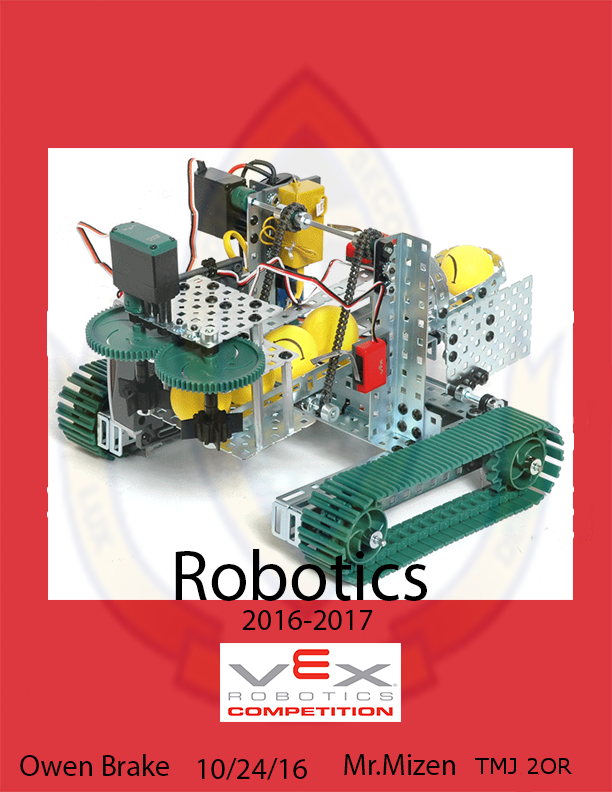 Robotics
2016-2017
VEX
ROBOTICS
COMPETITION
Owen Brake 10/24/16 Mr.Mizen TMJ 2OR